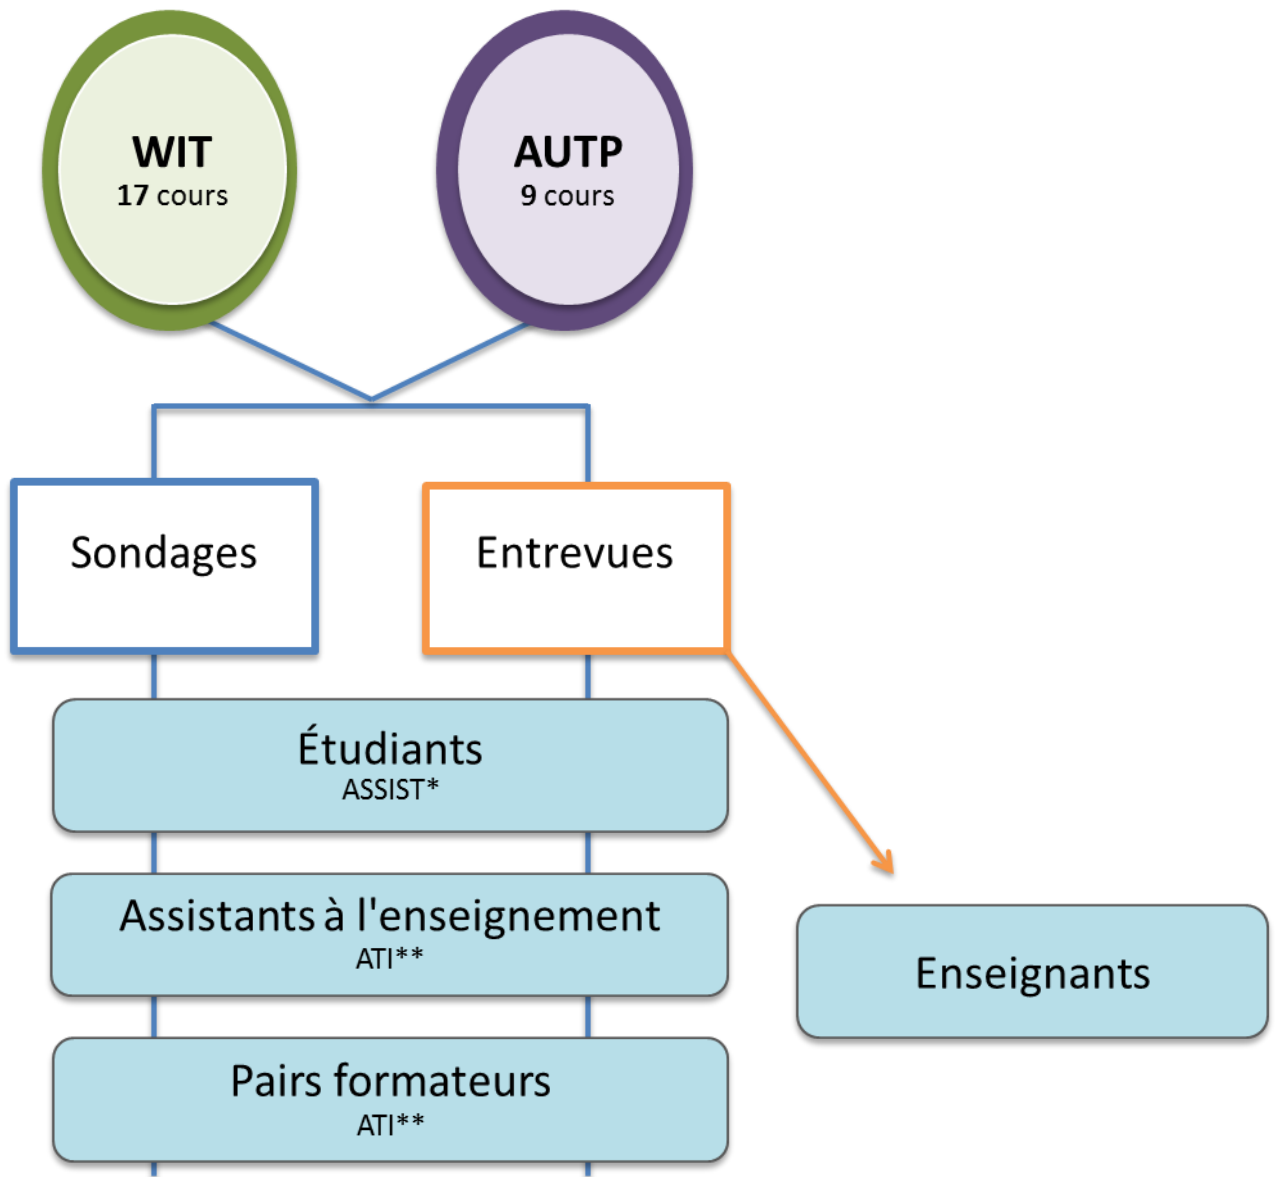 WIT
17 cours
AUTP
9 cours
Sondages
Entrevues
Étudiants
ASSIST*
Assistants à l'enseignement
ATI**
Enseignants
Pairs formateurs
ATI**